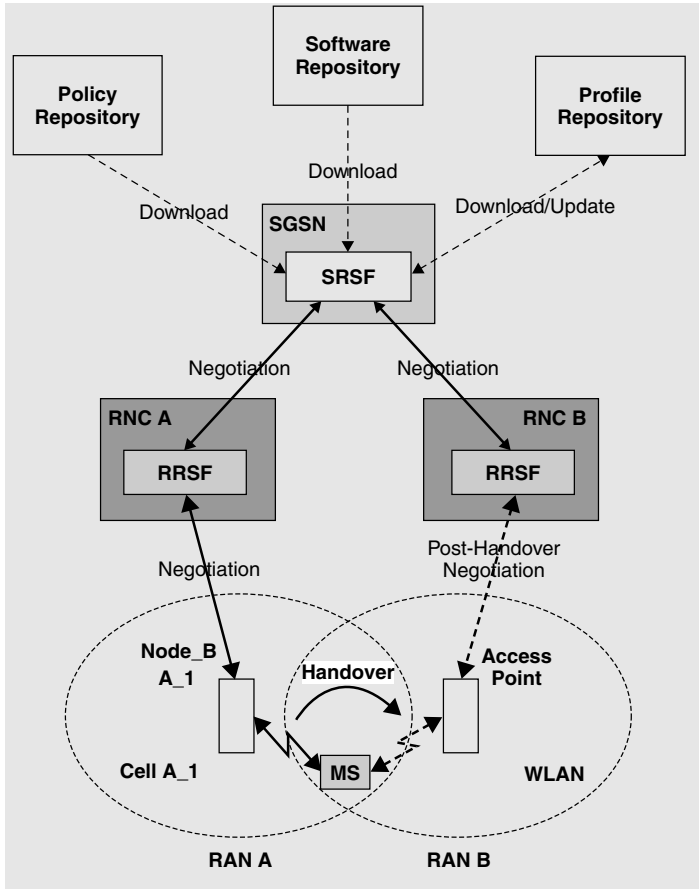 Software
Repository
Policy
Repository
Profile
Repository
Download
Download
Download/Update
SGSN
SRSF
Negotiation
Negotiation
RNC A
RNC B
RRSF
RRSF
Post-Handover
Negotiation
Negotiation
Node_B
A_1
Handover
Access
Point
Cell A_1
MS
WLAN
RAN A
RAN B